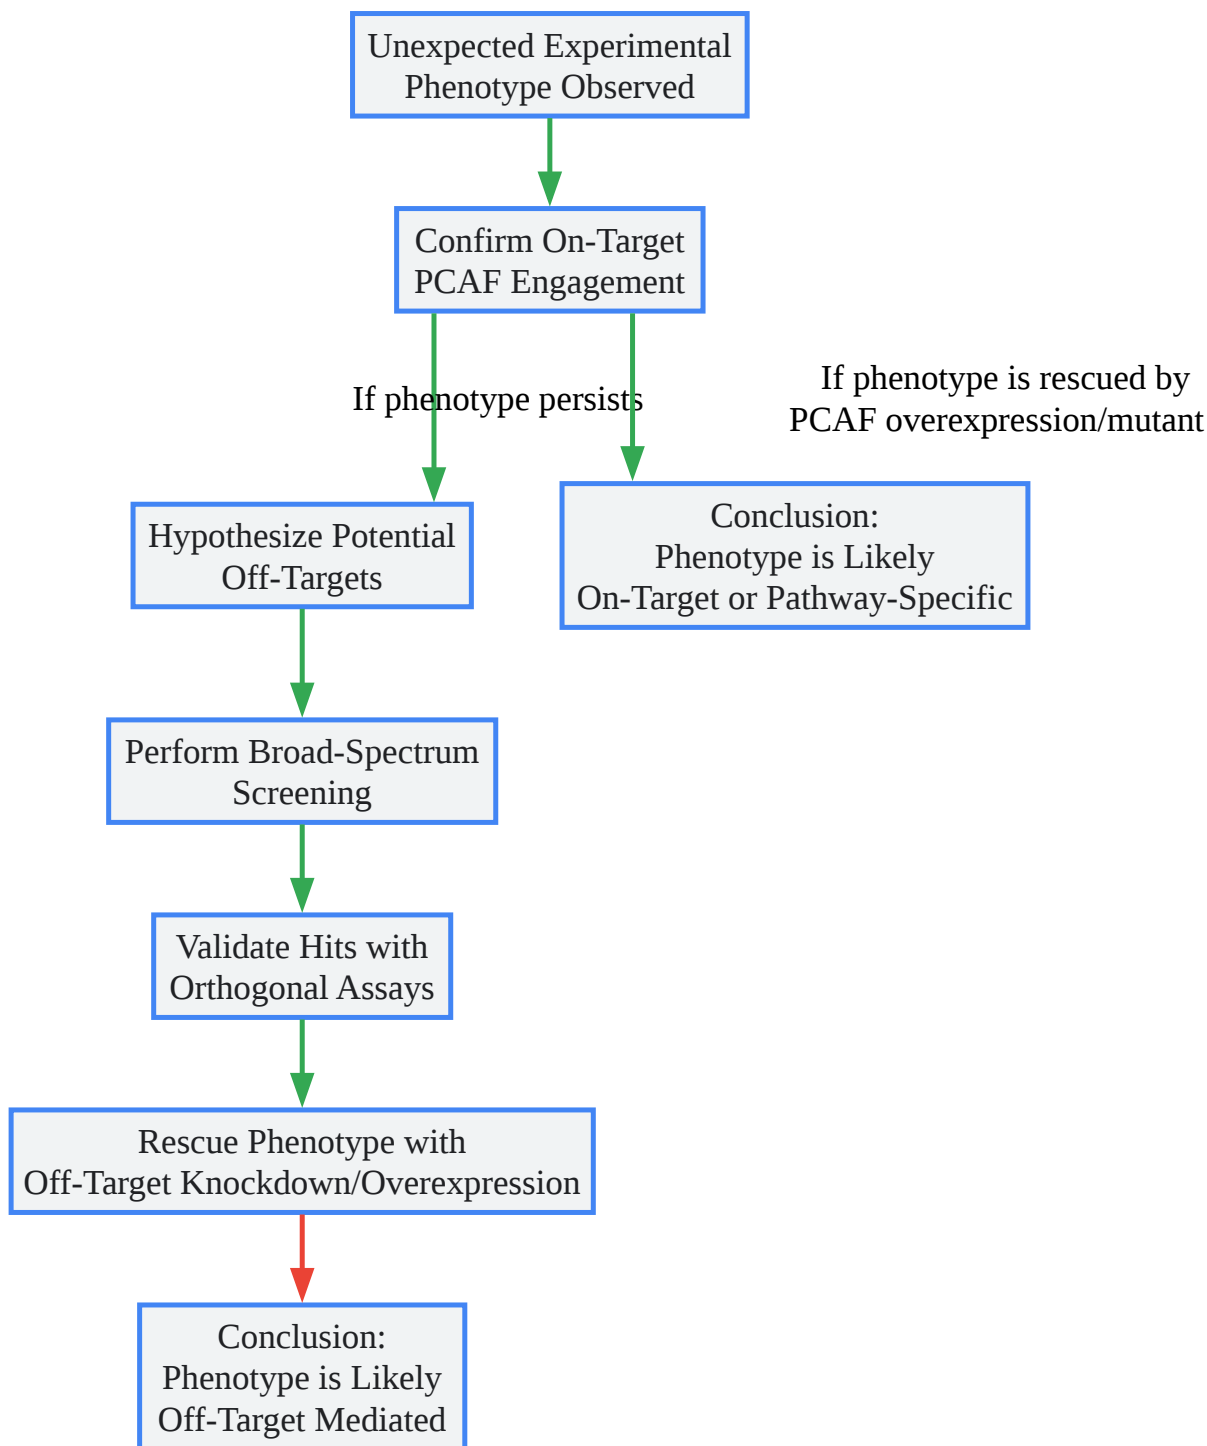 Unexpected Experimental
Phenotype Observed
Confirm On-Target
PCAF Engagement
If phenotype persists
If phenotype is rescued by
PCAF overexpression/mutant
Hypothesize Potential
Off-Targets
Conclusion:
Phenotype is Likely
On-Target or Pathway-Specific
Perform Broad-Spectrum
Screening
Validate Hits with
Orthogonal Assays
Rescue Phenotype with
Off-Target Knockdown/Overexpression
Conclusion:
Phenotype is Likely
Off-Target Mediated